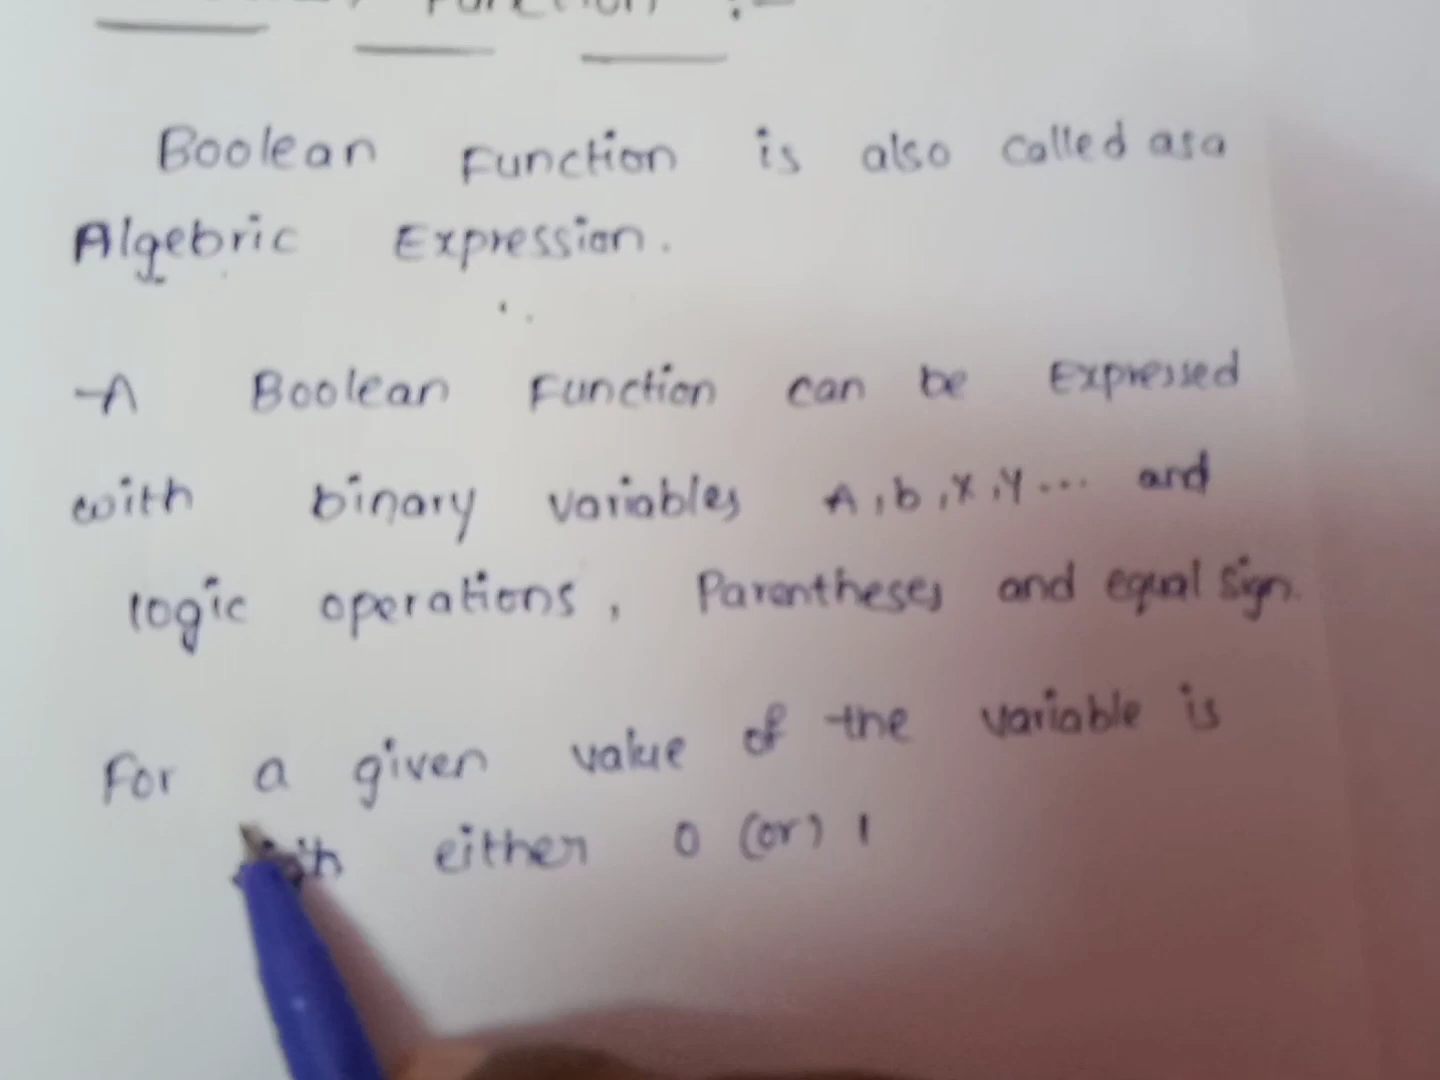 Function :-
Boolean Function is also called as a
Algebric Expression.
A Boolean Function can be Expressed
with binary variables A, b, x, y... and
logic operations, Parentheses and equal sign.
For a given value of the variable is
either 0 (or) 1